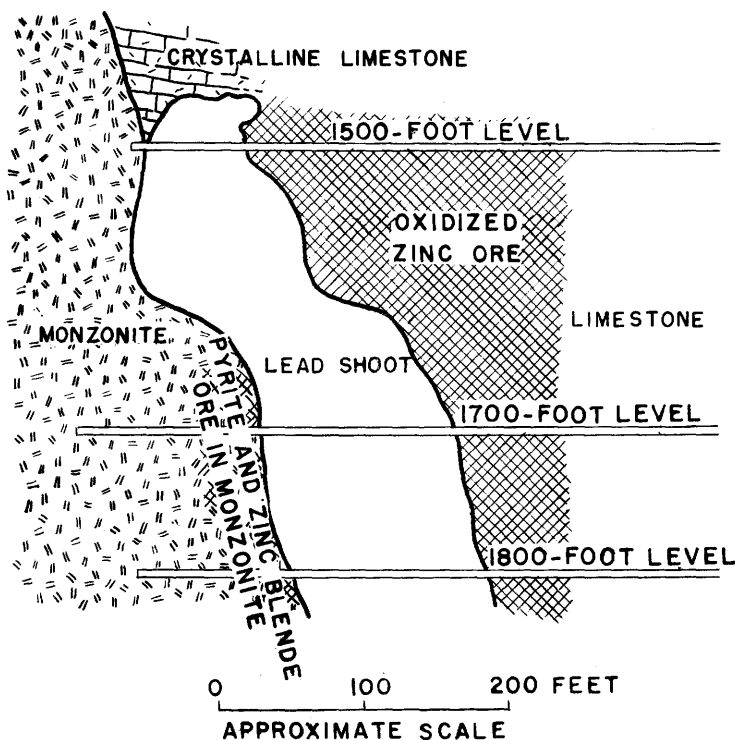 CRYSTALLINE LIMESTONE
1500-FOOT LEVEL
OXIDIZED
ZINC ORE
LIMESTONE
MONZONITE
LEAD SHOOT
PYRITE AND ZINC BLENDE
ORE IN MONZONITE
1700-FOOT LEVEL
1800-FOOT LEVEL
0 100 200 FEET
APPROXIMATE SCALE